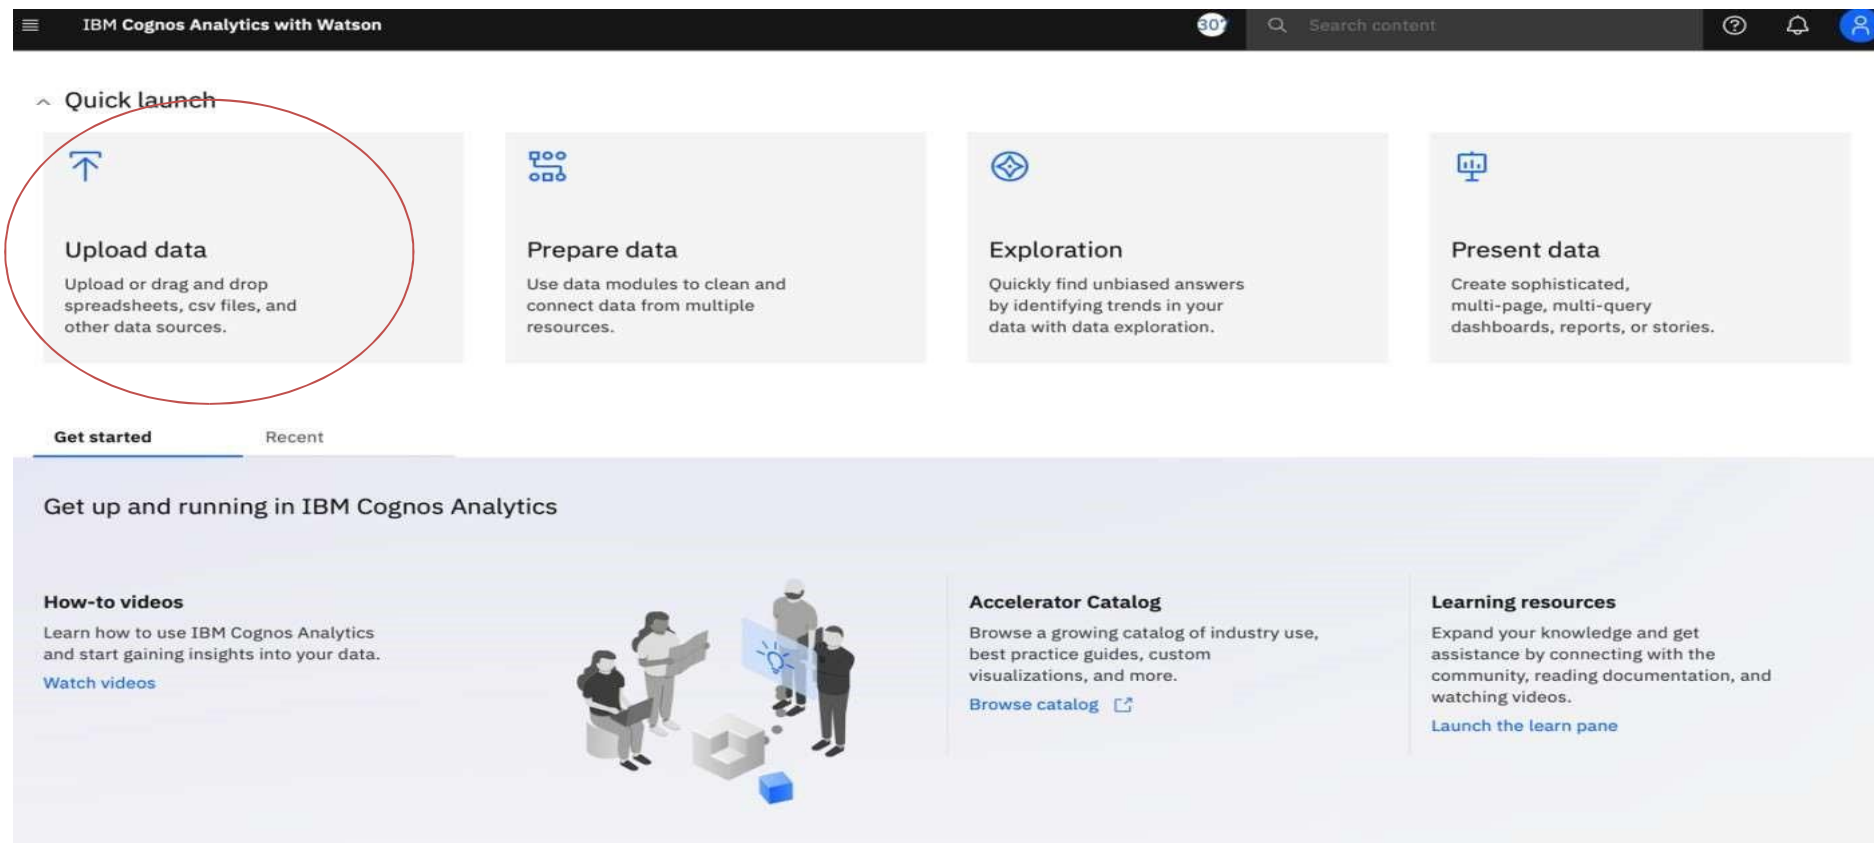 IBM Cognos Analytics with Watson
Search content
Quick launch
Upload data
Upload or drag and drop
spreadsheets, csv files, and
other data sources.
Prepare data
Use data modules to clean and
connect data from multiple
resources.
Exploration
Quickly find unbiased answers
by identifying trends in your
data with data exploration.
Present data
Create sophisticated,
multi-page, multi-query
dashboards, reports, or stories.
Get started
Recent
Get up and running in IBM Cognos Analytics
How-to videos
Learn how to use IBM Cognos Analytics
and start gaining insights into your data.
Watch videos
Accelerator Catalog
Browse a growing catalog of industry use,
best practice guides, custom
visualizations, and more.
Browse catalog
Learning resources
Expand your knowledge and get
assistance by connecting with the
community, reading documentation, and
watching videos.
Launch the learn pane